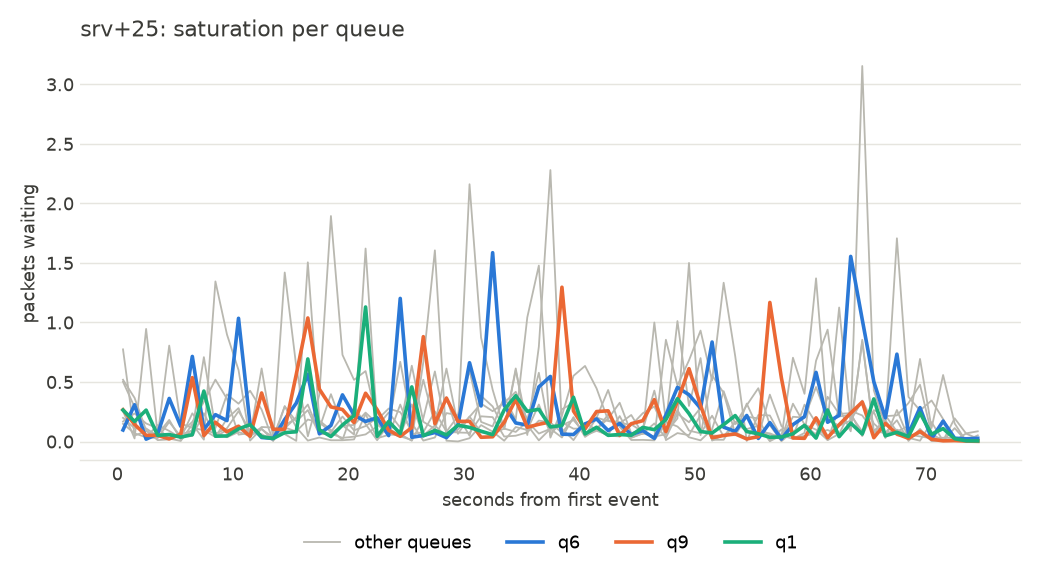 srv+25: saturation per queue
packets waiting
3.0
2.5
2.0
1.5
1.0
0.5
0.0
0 10 20 30 40 50 60 70
seconds from first event
other queues q6 q9 q1